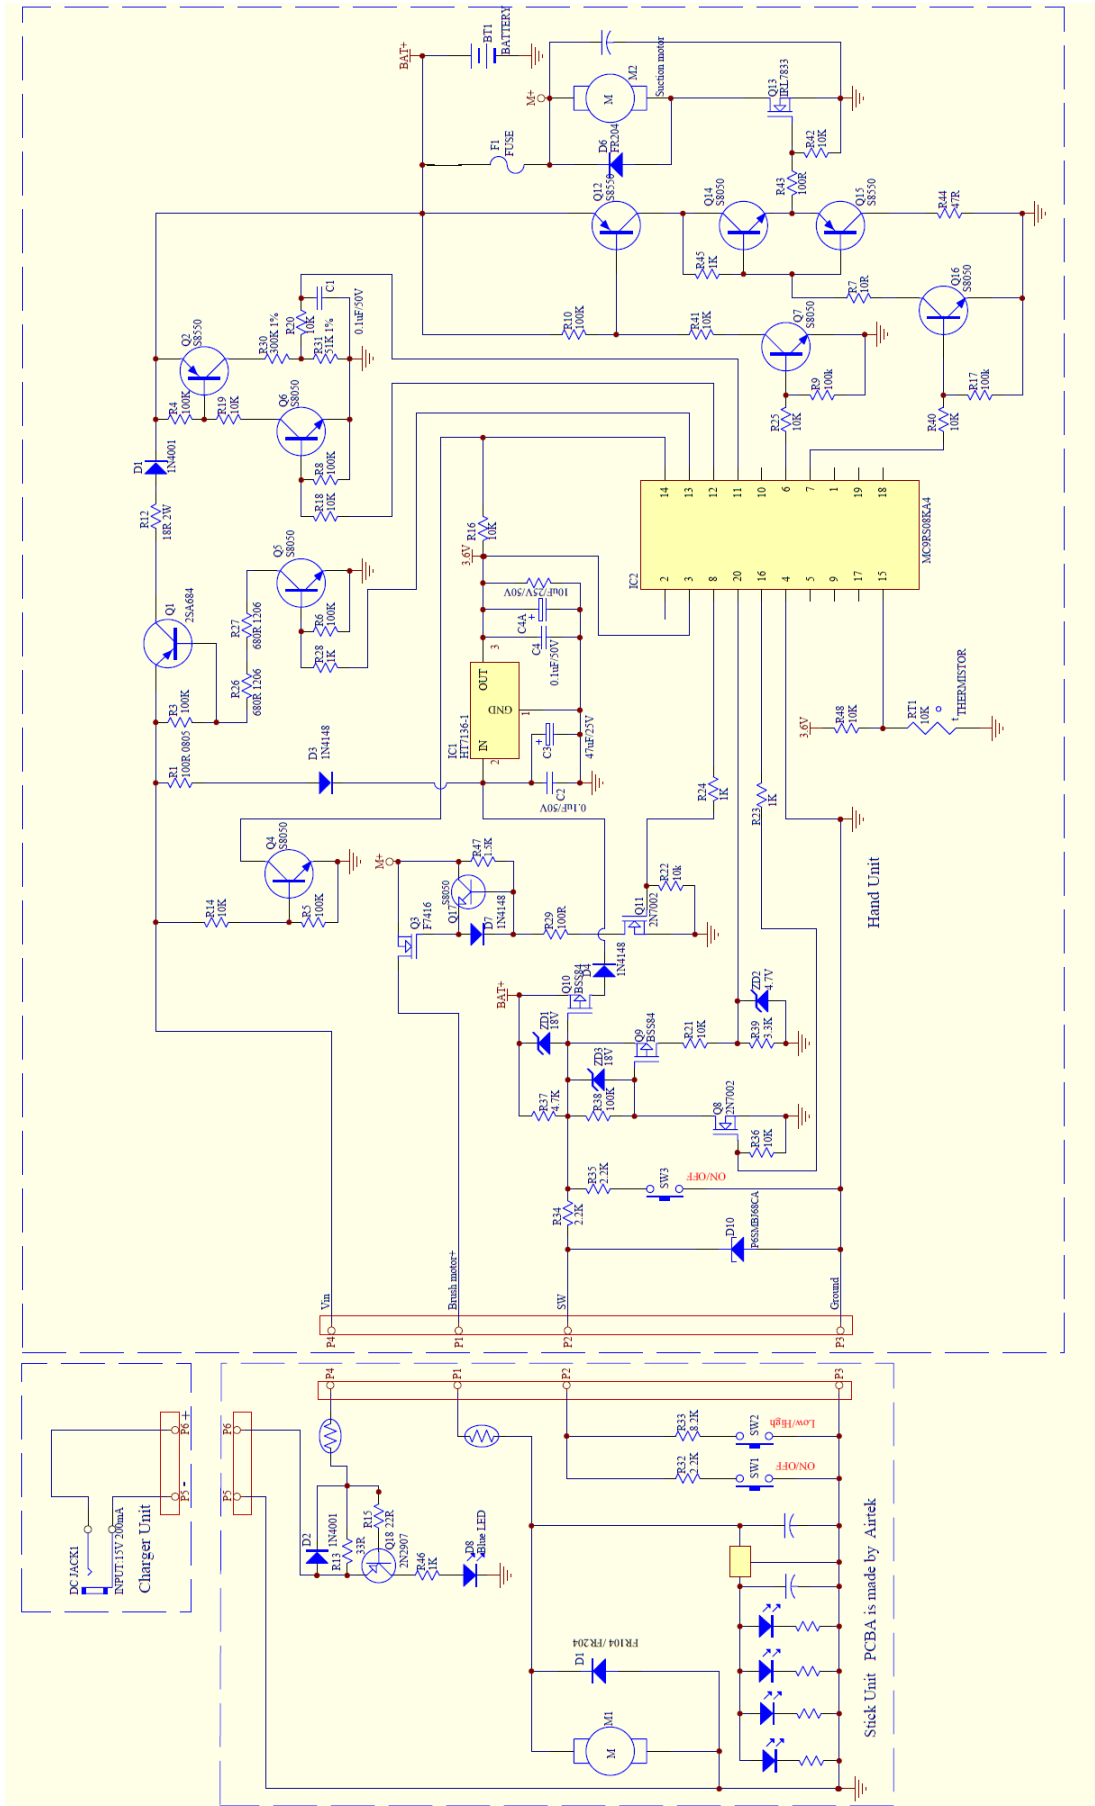 BAT+
BT1
BATTERY
F1
FUSE
M+
M
M2
Suction motor
D6
FR204
Q13
IRL7833
R42
10K
R43
100R
Q12
S8550
Q14
S8050
Q15
S8550
R44
47R
R45
1K
R7
10R
Q16
S8050
R10
100K
R41
10K
Q7
S8050
R9
100k
R25
10K
R40
10K
R17
100k
Q2
S8550
R30
300K 1%
R20
10K
C1
0.1uF/50V
R31
51K 1%
R4
100K
R19
10K
Q6
S8050
R8
100K
R18
10K
D1
1N4001
R12
18R 2W
Q5
S8050
R6
100K
R28
1K
Q1
2SA684
R27
680R 1206
R26
680R 1206
R3
100K
R1
100R 0805
D3
1N4148
R16
10K
3.6V
10uF/25V/50V
C4A
+
C4
0.1uF/50V
3
OUT
GND
1
IN
2
IC1
HT7136-1
C3
+
47uF/25V
C2
0.1uF/50V
IC2
MC9RS08KA4
14
13
12
11
10
6
7
1
19
18
2
3
8
20
16
4
5
9
17
15
3.6V
R48
10K
RT1
10K
t
THERMISTOR
R24
1K
R23
1K
Q4
S8050
R14
10K
R5
100K
M+
R47
1.5K
S8050
Q17
Q3
F7416
D7
1N4148
R29
100R
Q11
2N7002
R22
10k
D4
1N4148
BAT+
Q10
BSS84
ZD1
18V
ZD3
18V
Q9
BSS84
R21
10K
ZD2
4.7V
R39
3.3K
R37
4.7K
R38
100K
Q8
2N7002
R36
10K
R35
2.2K
SW3
ON/OFF
R34
2.2K
D10
P6SMBJ68CA
Hand Unit
Vin
Brush motor+
SW
Ground
P4
P1
P2
P3
P4
P1
P2
P3
P6 +
P5 -
DC JACK1
INPUT:15V 200mA
Charger Unit
P6
P5
D2
1N4001
R13
33R
R15
22R
Q18
2N2907
R46
1K
D8
Blue LED
R33
8.2K
SW2
Low/High
R32
2.2K
SW1
ON/OFF
FR104/FR204
D1
M1
M
Stick Unit PCBA is made by Airtek